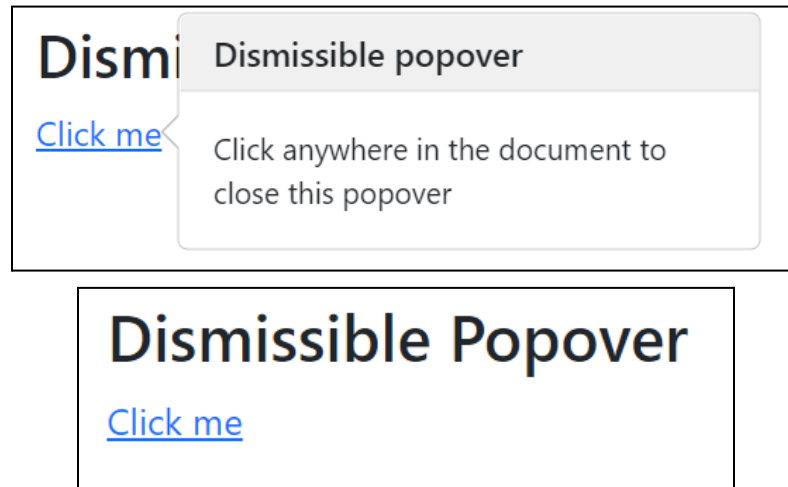 Dismi
Dismissible popover
Click me
Click anywhere in the document to
close this popover
Dismissible Popover
Click me